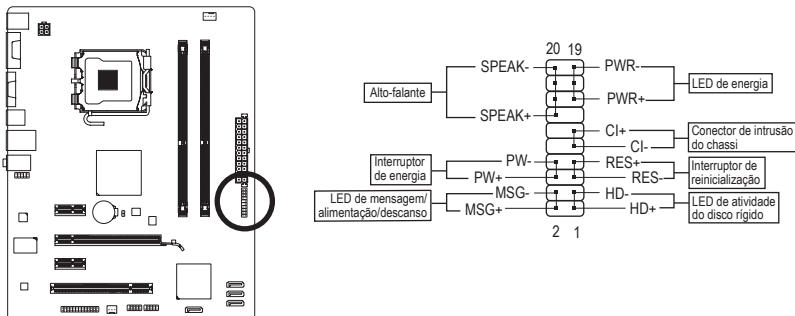 20 19
SPEAK- PWR-
Alto-falante
LED de energia
PWR+
SPEAK+
CI+
Conector de intrusão
do chassi
CI-
Interruptor
de energia
PW- RES+
Interruptor de
reinicialização
PW+ RES-
LED de mensagem/
alimentação/descanso
MSG- HD-
LED de atividade
do disco rígido
MSG+ HD+
2 1